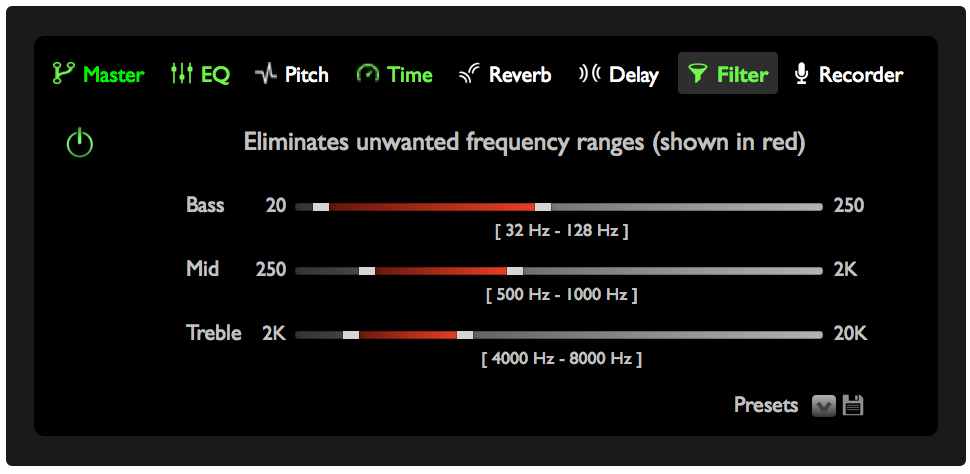 Master EQ Pitch Time Reverb Delay Filter Recorder
Eliminates unwanted frequency ranges (shown in red)
Bass 20 250
[ 32 Hz - 128 Hz ]
Mid 250 2K
[ 500 Hz - 1000 Hz ]
Treble 2K 20K
[ 4000 Hz - 8000 Hz ]
Presets